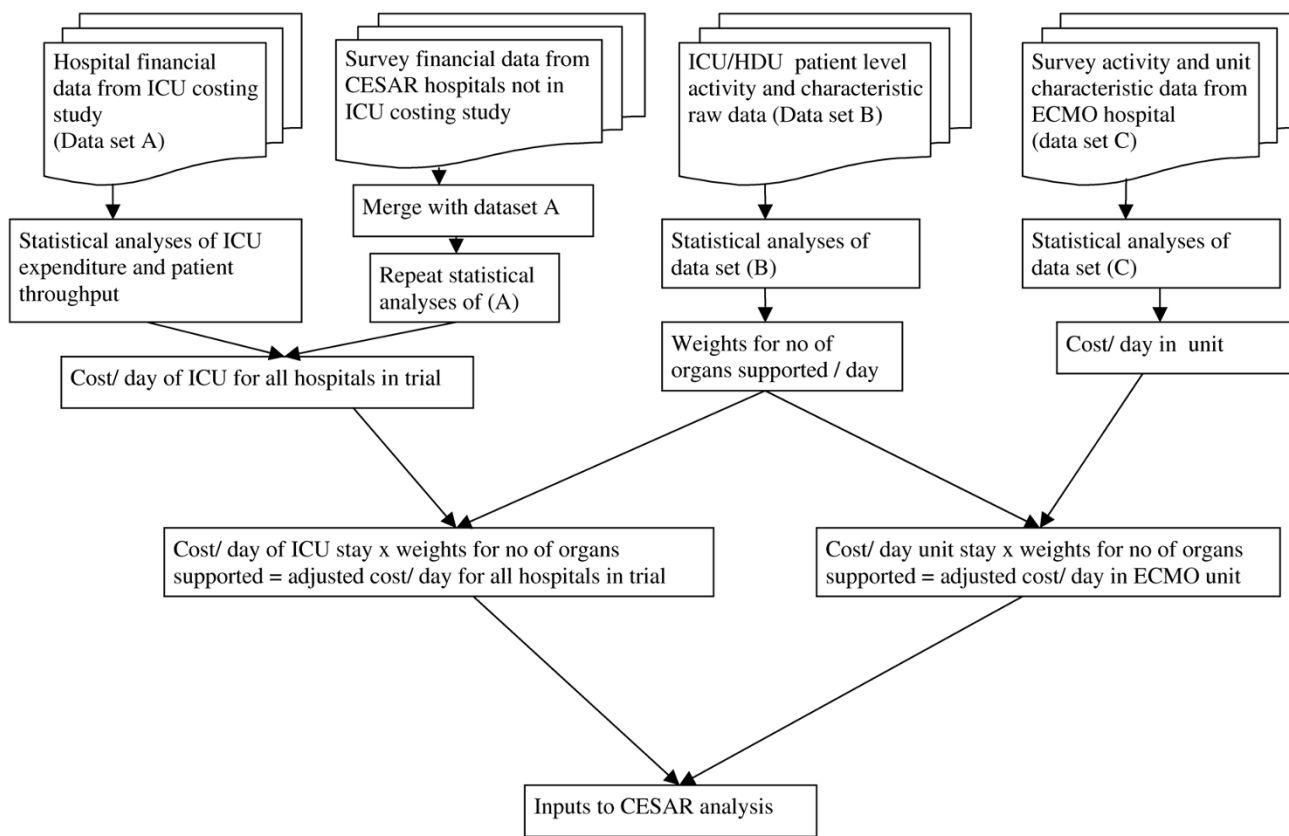 Hospital financial
data from ICU costing
study
(Data set A)
Survey financial data from
CESAR hospitals not in
ICU costing study
ICU/HDU patient level
activity and characteristic
raw data (Data set B)
Survey activity and unit
characteristic data from
ECMO hospital
(data set C)
Merge with dataset A
Statistical analyses of ICU
expenditure and patient
throughput
Repeat statistical
analyses of (A)
Statistical analyses of
data set (B)
Statistical analyses of
data set (C)
Cost/ day of ICU for all hospitals in trial
Weights for no of
organs supported / day
Cost/ day in unit
Cost/ day of ICU stay x weights for no of organs
supported = adjusted cost/ day for all hospitals in trial
Cost/ day unit stay x weights for no of organs
supported = adjusted cost/ day in ECMO unit
Inputs to CESAR analysis